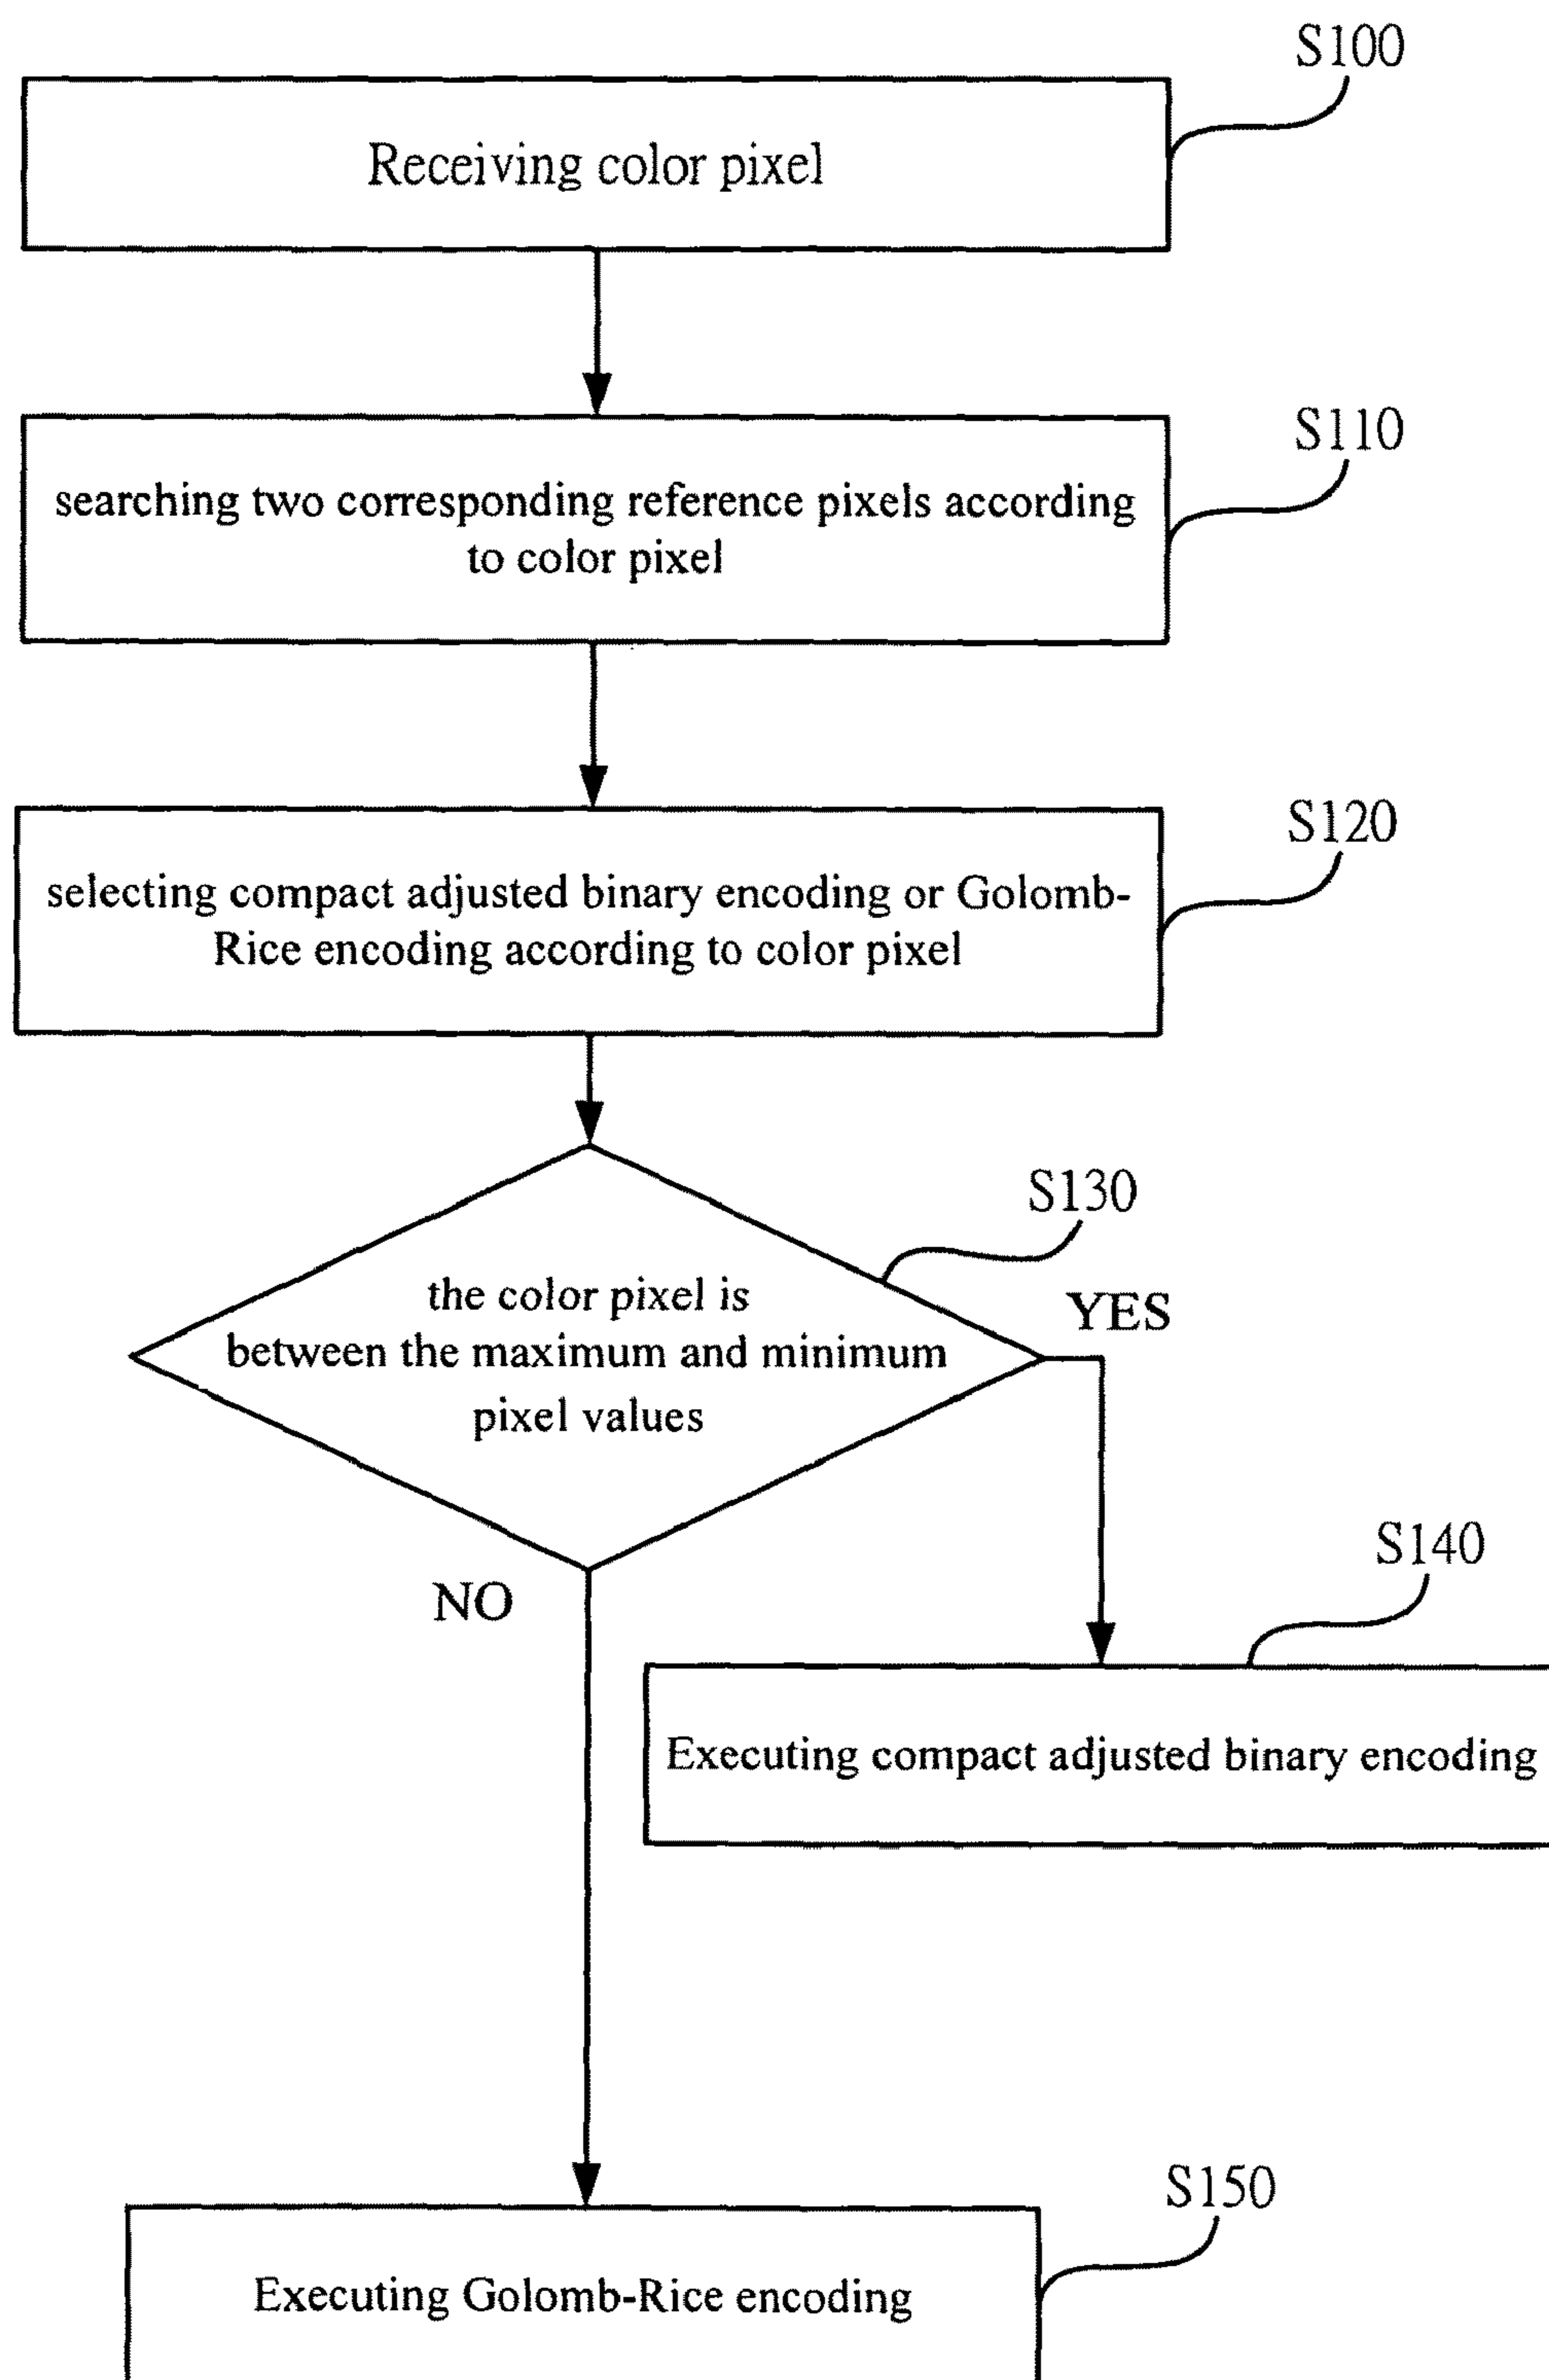 S100
Receiving color pixel
S110
searching two corresponding reference pixels according
to color pixel
S120
selecting compact adjusted binary encoding or Golomb-
Rice encoding according to color pixel
S130
the color pixel is
between the maximum and minimum
pixel values
YES
NO
S140
Executing compact adjusted binary encoding
S150
Executing Golomb-Rice encoding